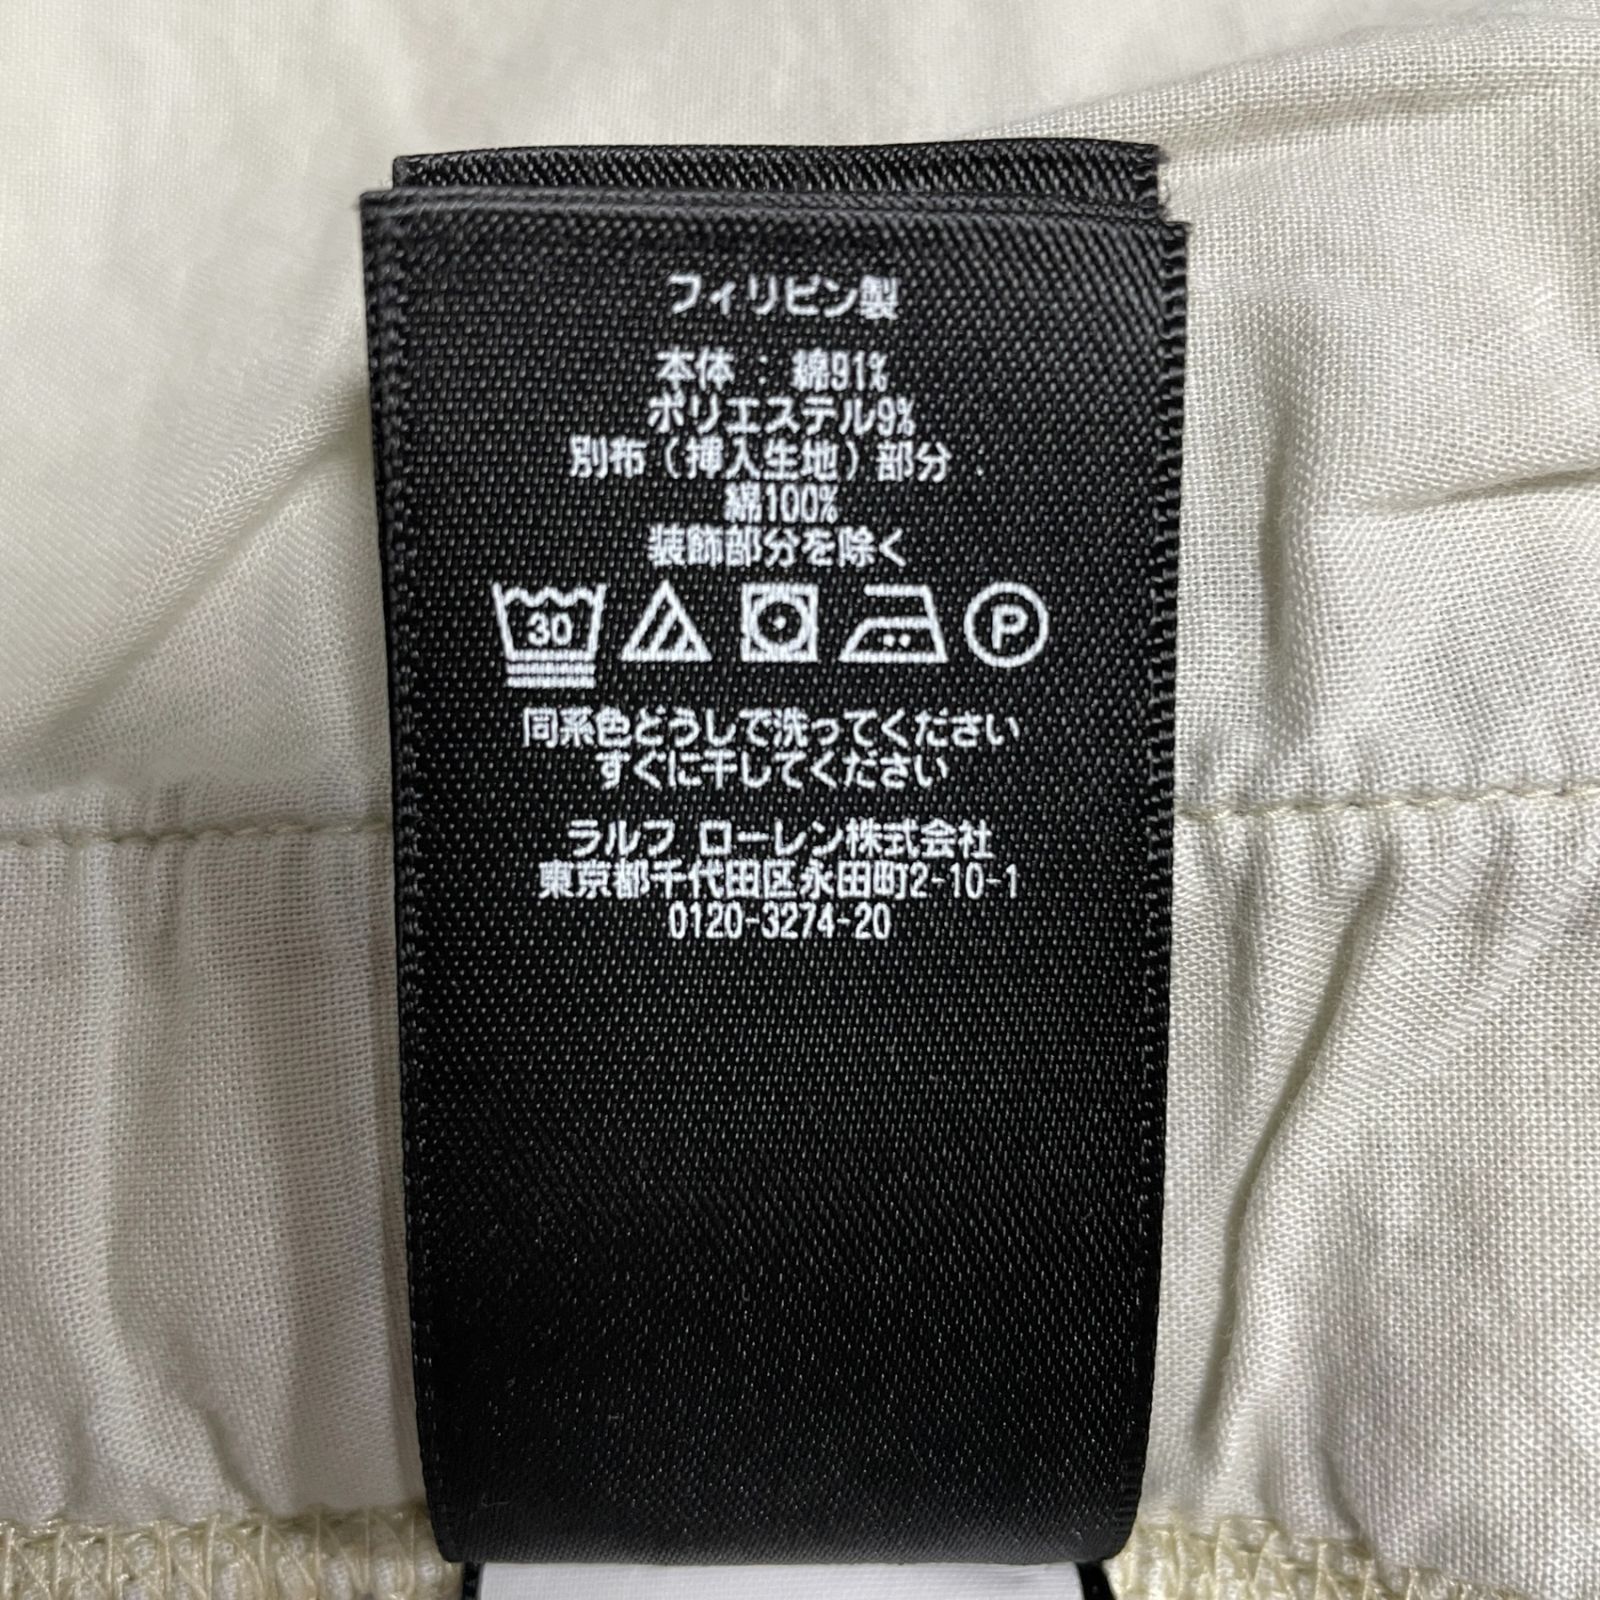 フィリピン製
本体 : 綿91%
ポリエステル9%
別布 (挿入生地) 部分 :
綿100%
装飾部分を除く
30 P
同系色どうしで洗ってください
すぐに干してください
ラルフ ローレン株式会社
東京都千代田区永田町2-10-1
0120-3274-20